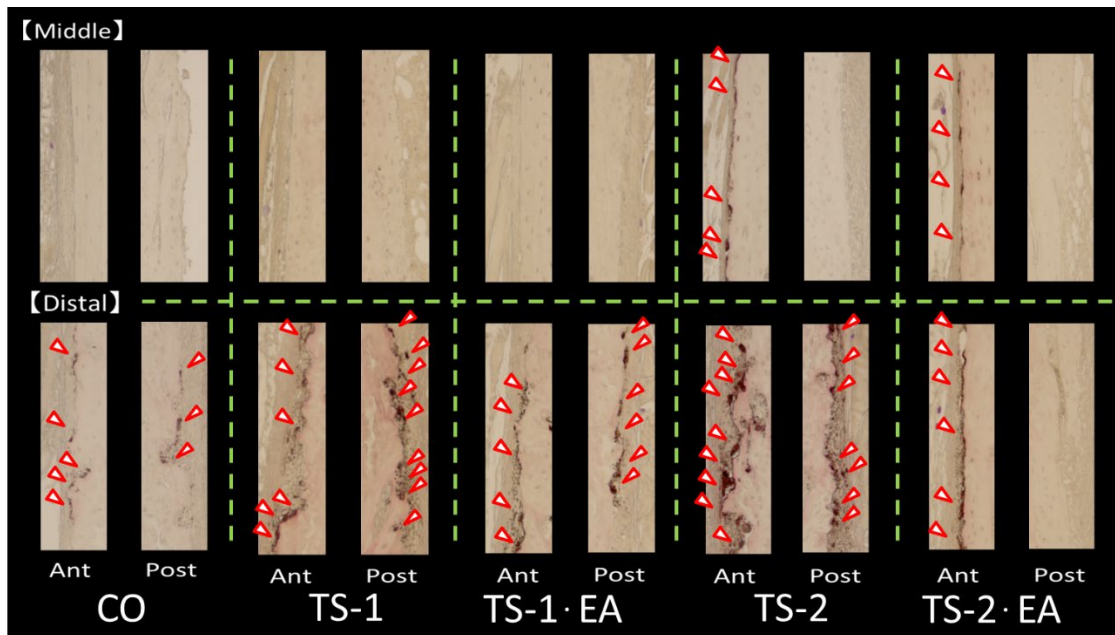 【Middle】
【Distal】
Ant Post Ant Post Ant Post Ant Post Ant Post
CO TS-1 TS-1·EA TS-2 TS-2·EA